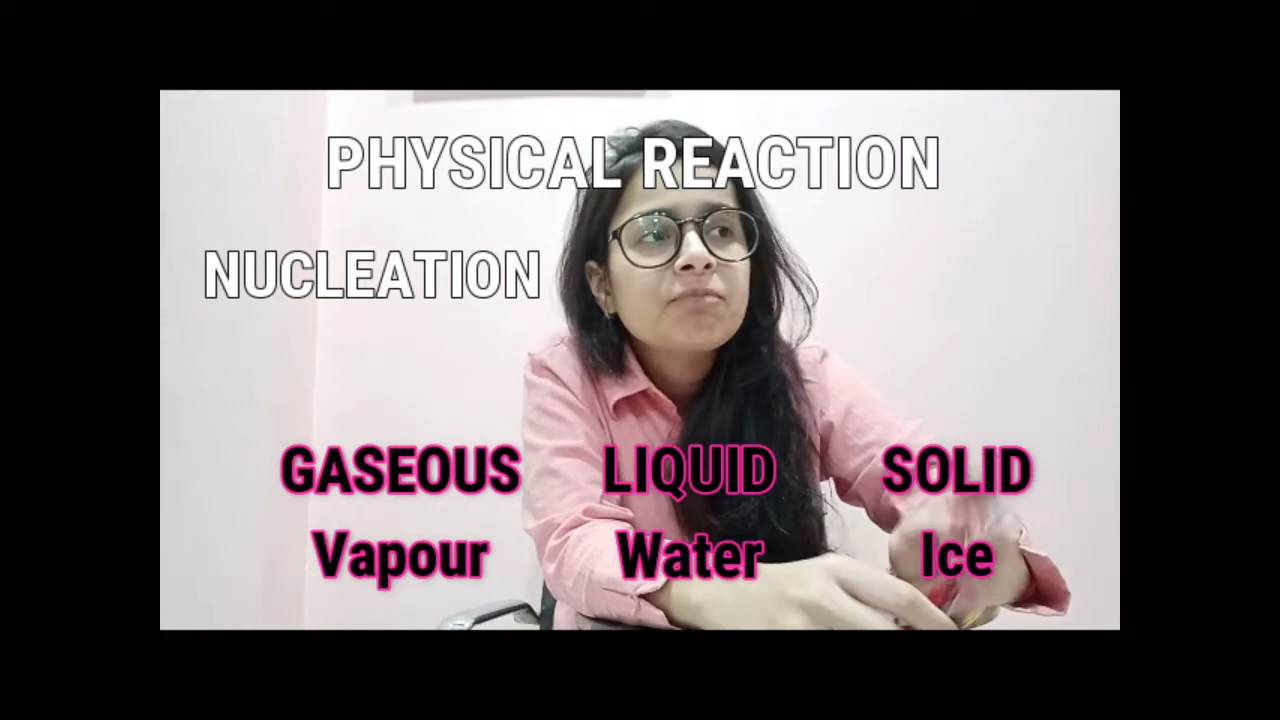 PHYSICAL REACTION
NUCLEATION
GASEOUS LIQUID SOLID
Vapour Water Ice